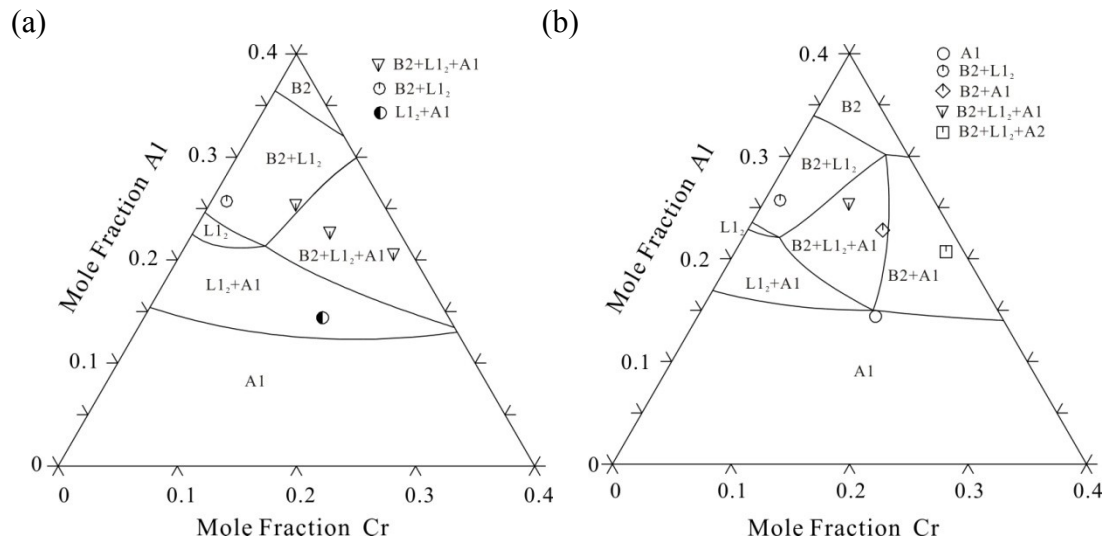 (a)
B2+L1₂+A1
B2+L1₂
L1₂+A1
0.4
0.3
0.2
0.1
0
Mole Fraction Al
B2
B2+L1₂
L1₂
B2+L1₂+A1
L1₂+A1
A1
0 0.1 0.2 0.3 0.4
Mole Fraction Cr
(b)
A1
B2+L1₂
B2+A1
B2+L1₂+A1
B2+L1₂+A2
0.4
0.3
0.2
0.1
0
Mole Fraction Al
B2
B2+L1₂
L1₂
B2+L1₂+A1
B2+A1
L1₂+A1
A1
0 0.1 0.2 0.3 0.4
Mole Fraction Cr